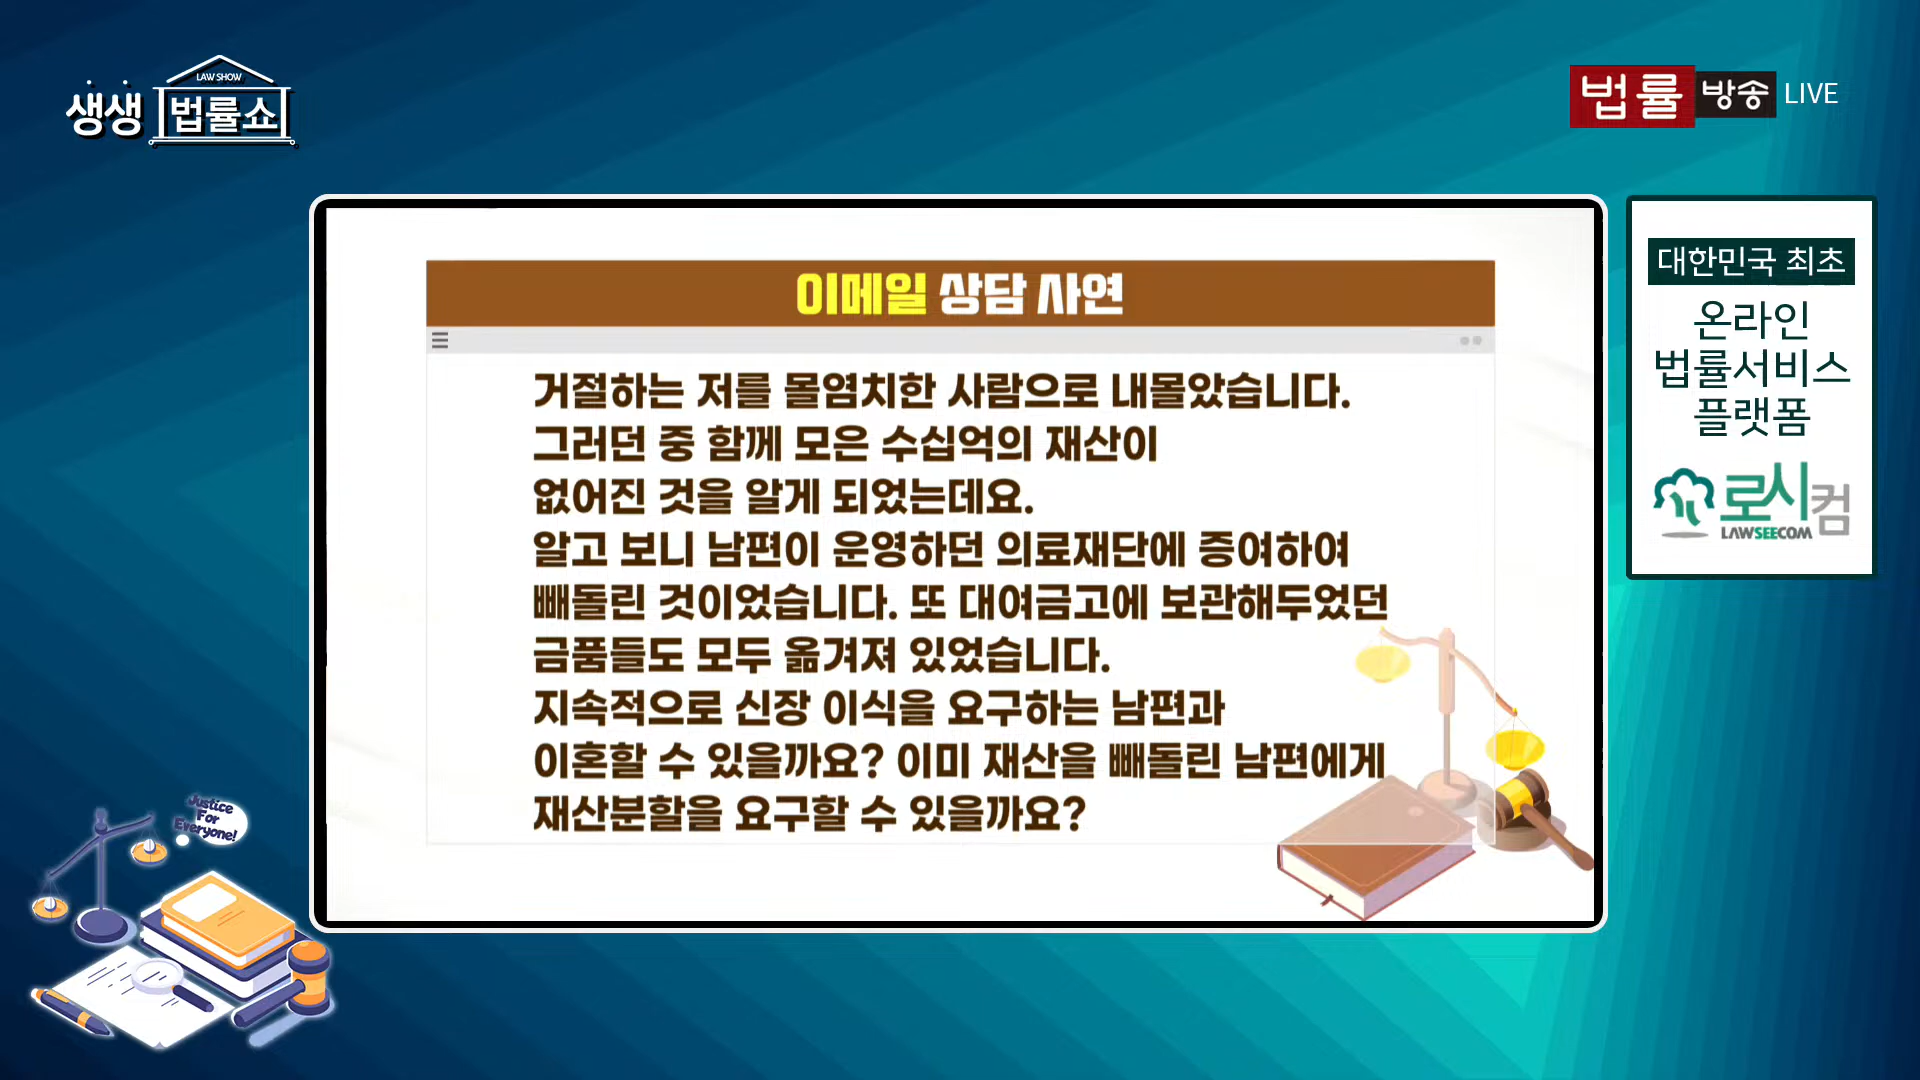 LAW SHOW
생생 법률쇼
법률방송 LIVE
이메일 상담 사연
거절하는 저를 몰염치한 사람으로 내몰았습니다.
그러던 중 함께 모은 수십억의 재산이
없어진 것을 알게 되었는데요.
알고 보니 남편이 운영하던 의료재단에 증여하여
빼돌린 것이었습니다. 또 대여금고에 보관해두었던
금품들도 모두 옮겨져 있었습니다.
지속적으로 신장 이식을 요구하는 남편과
이혼할 수 있을까요? 이미 재산을 빼돌린 남편에게
재산분할을 요구할 수 있을까요?
대한민국 최초
온라인
법률서비스
플랫폼
로시컴
LAWSEECOM
Justice
For
Everyone!